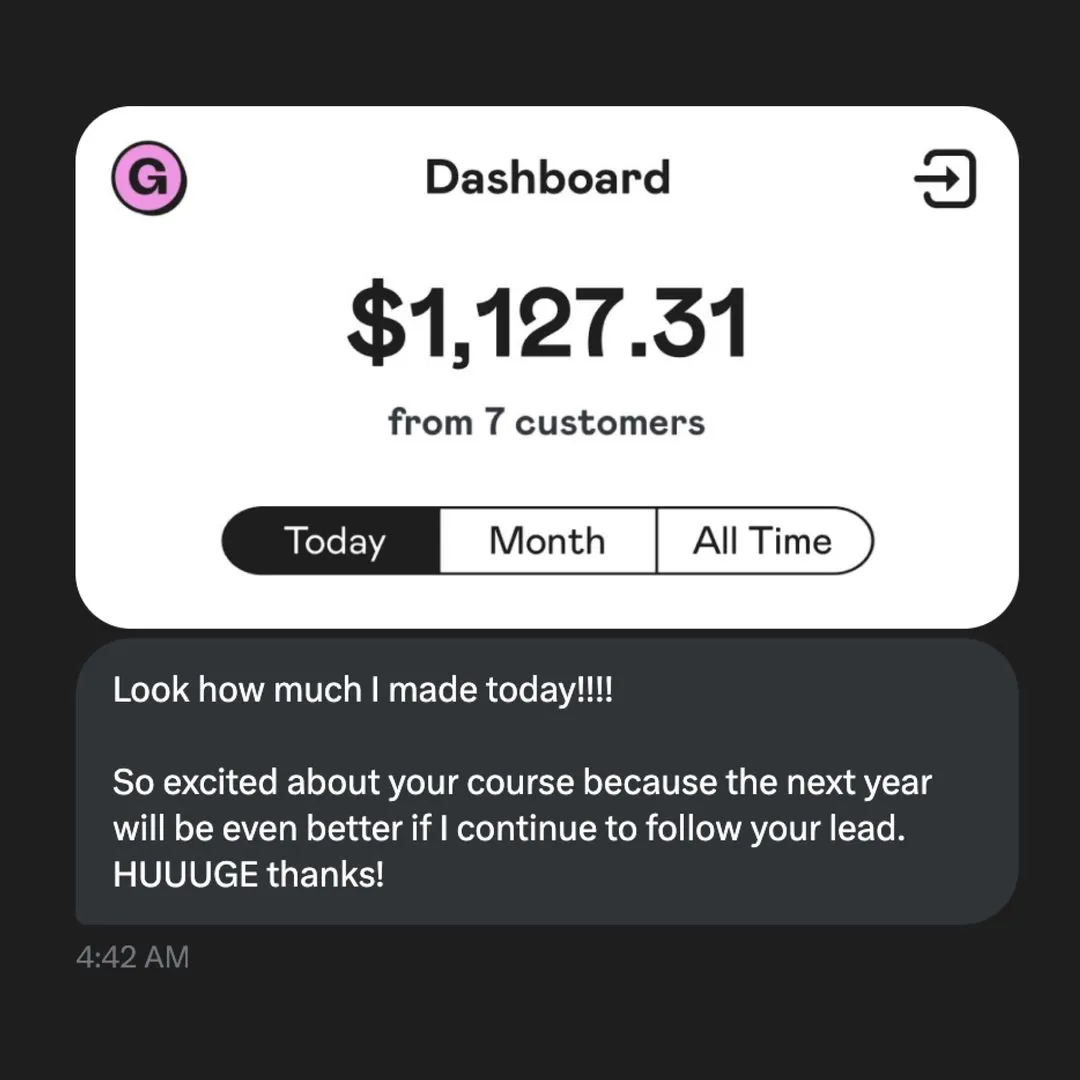 G
Dashboard
$1,127.31
from 7 customers
Today
Month
All Time
Look how much I made today!!!!
So excited about your course because the next year
will be even better if I continue to follow your lead.
HUUUGE thanks!
4:42 AM